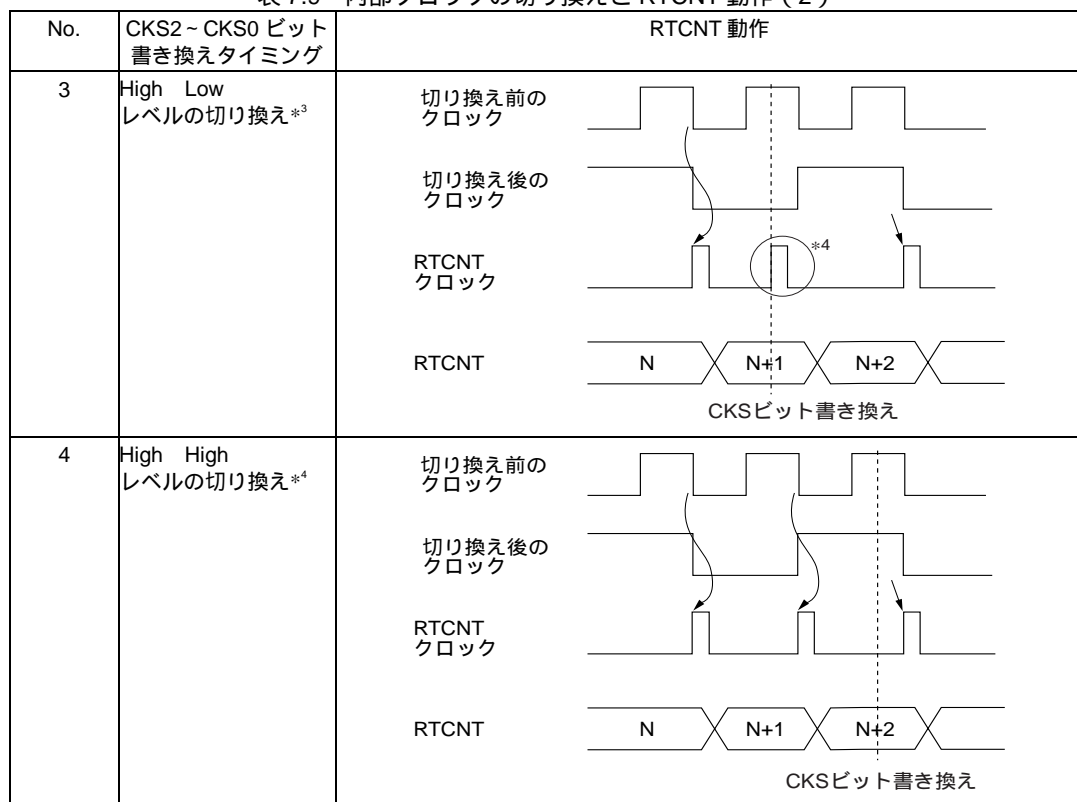 表 7.3 内部クロックの切り換えと RTCNT 動作（2）
No.
CKS2～CKS0 ビット
書き換えタイミング
RTCNT 動作
3
High Low
レベルの切り換え*3
切り換え前の
クロック
切り換え後の
クロック
RTCNT
クロック
*4
RTCNT
N
N+1
N+2
CKSビット書き換え
4
High High
レベルの切り換え*4
切り換え前の
クロック
切り換え後の
クロック
RTCNT
クロック
RTCNT
N
N+1
N+2
CKSビット書き換え